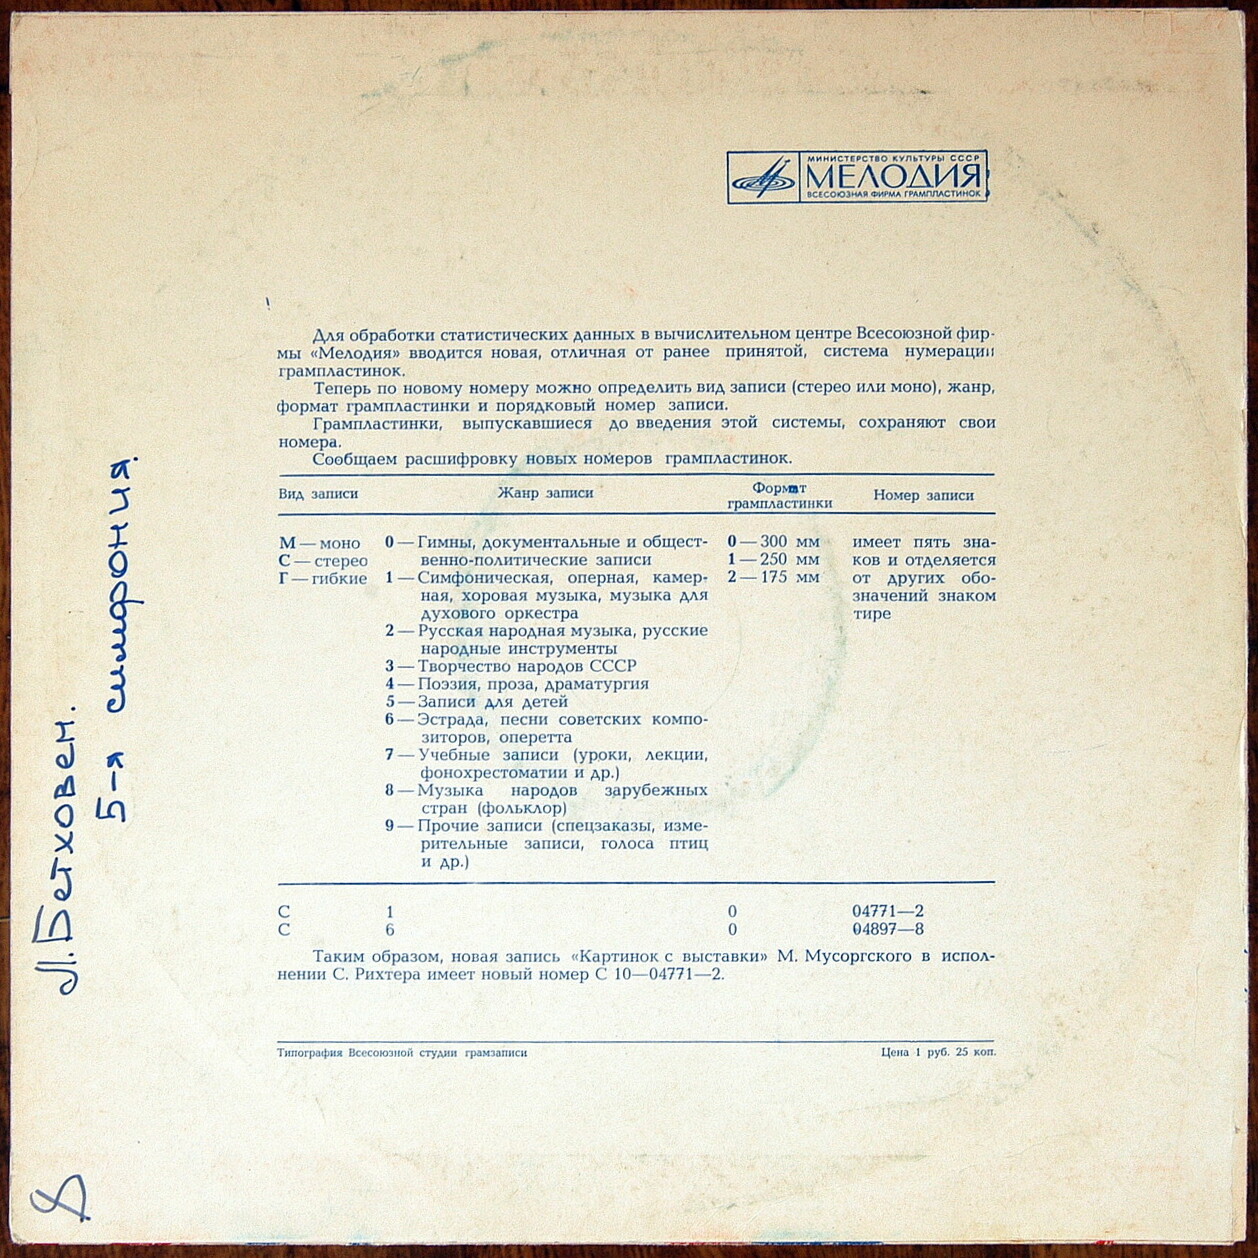 МИНИСТЕРСТВО КУЛЬТУРЫ СССР
МЕЛОДИЯ
ВСЕСОЮЗНАЯ ФИРМА ГРАМПЛАСТИНОК
Для обработки статистических данных в вычислительном центре Всесоюзной фир-
мы «Мелодия» вводится новая, отличная от ранее принятой, система нумерации
грампластинок.
Теперь по новому номеру можно определить вид записи (стерео или моно), жанр,
формат грампластинки и порядковый номер записи.
Грампластинки, выпускавшиеся до введения этой системы, сохраняют свои
номера.
Сообщаем расшифровку новых номеров грампластинок.
Вид записи
М — моно
С — стерео
Г — гибкие
Жанр записи
0 — Гимны, документальные и общест-
венно-политические записи
1 — Симфоническая, оперная, камер-
ная, хоровая музыка, музыка для
духового оркестра
2 — Русская народная музыка, русские
народные инструменты
3 — Творчество народов СССР
4 — Поэзия, проза, драматургия
5 — Записи для детей
6 — Эстрада, песни советских компо-
зиторов, оперетта
7 — Учебные записи (уроки, лекции,
фонохрестоматии и др.)
8 — Музыка народов зарубежных
стран (фольклор)
9 — Прочие записи (спецзаказы, изме-
рительные записи, голоса птиц
и др.)
Формат
грампластинки
0 — 300 мм
1 — 250 мм
2 — 175 мм
Номер записи
имеет пять зна-
ков и отделяется
от других обо-
значений знаком
тире
С 1 0 04771—2
С 6 0 04897—8
Таким образом, новая запись «Картинок с выставки» М. Мусоргского в испол-
нении С. Рихтера имеет новый номер С 10—04771—2.
Типография Всесоюзной студии грамзаписи
Цена 1 руб. 25 коп.
Л. Бетховен.
5-я симфония.
8